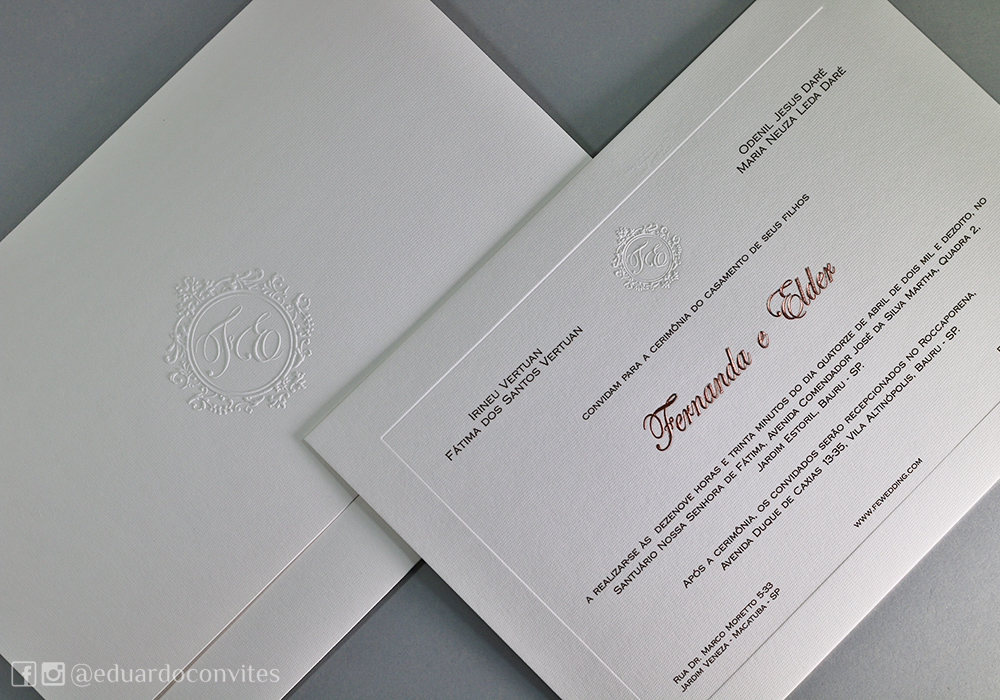 F E
F E
Irineu Vertuan
Fátima dos Santos Vertuan
Odenil Jesus Daré
Maria Neuza Leda Daré
convidam para a cerimônia do casamento de seus filhos
Fernanda e Elder
a realizar-se às dezenove horas e trinta minutos do dia quatorze de abril de dois mil e dezoito, no
Santuário Nossa Senhora de Fátima, Avenida Comendador José da Silva Martha, Quadra 2,
Jardim Estoril, Bauru - SP.
Após a cerimônia, os convidados serão recepcionados no Roccaporena,
Avenida Duque de Caxias 13-35, Vila Altinópolis, Bauru - SP.
www.fewedding.com
Rua Dr. Marco Moretto 5-33
Jardim Veneza - Macatuba - SP
@eduardoconvites